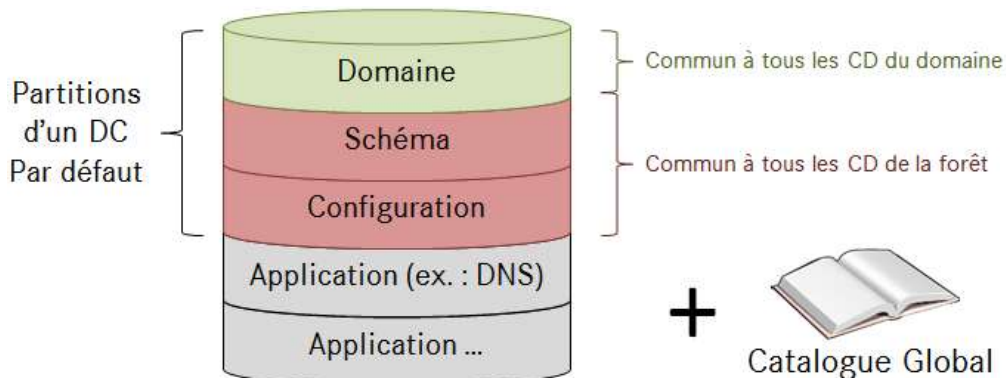 Partitions
d'un DC
Par défaut
Domaine
Schéma
Configuration
Application (ex. : DNS)
Application ...
Commun à tous les CD du domaine
Commun à tous les CD de la forêt
+
Catalogue Global